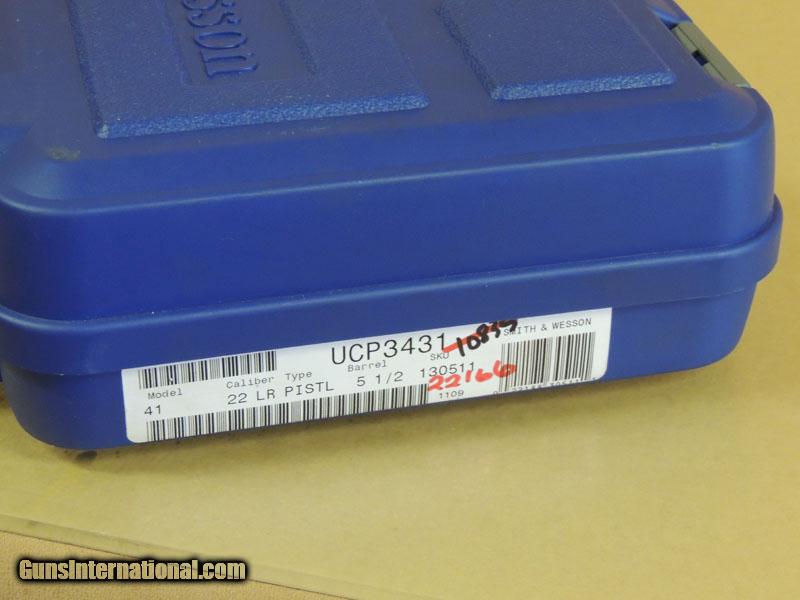 sson
UCP3431
10835
SMITH & WESSON
Model Caliber Type Barrel SKU
41 22 LR PISTL 5 1/2 130511
22166
1109
GunsInternational.com